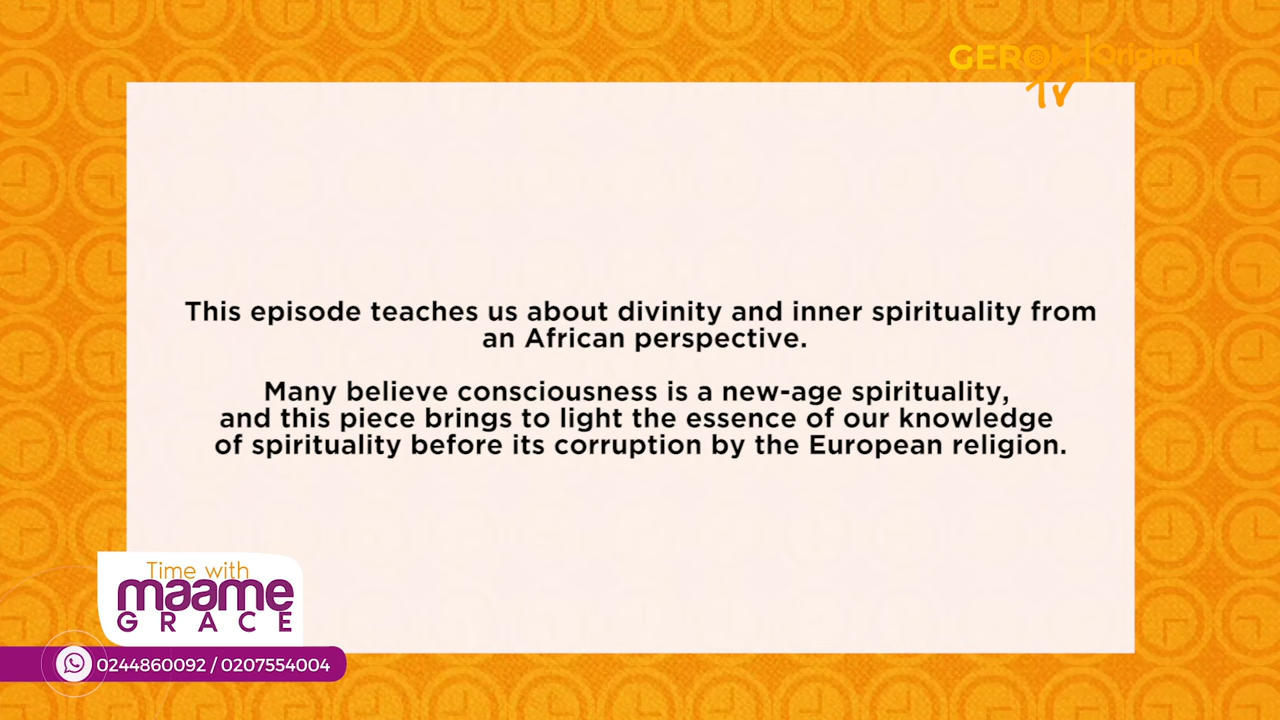 GEROM Original
TV
This episode teaches us about divinity and inner spirituality from
an African perspective.
Many believe consciousness is a new-age spirituality,
and this piece brings to light the essence of our knowledge
of spirituality before its corruption by the European religion.
Time with
maame
GRACE
0244860092 / 0207554004